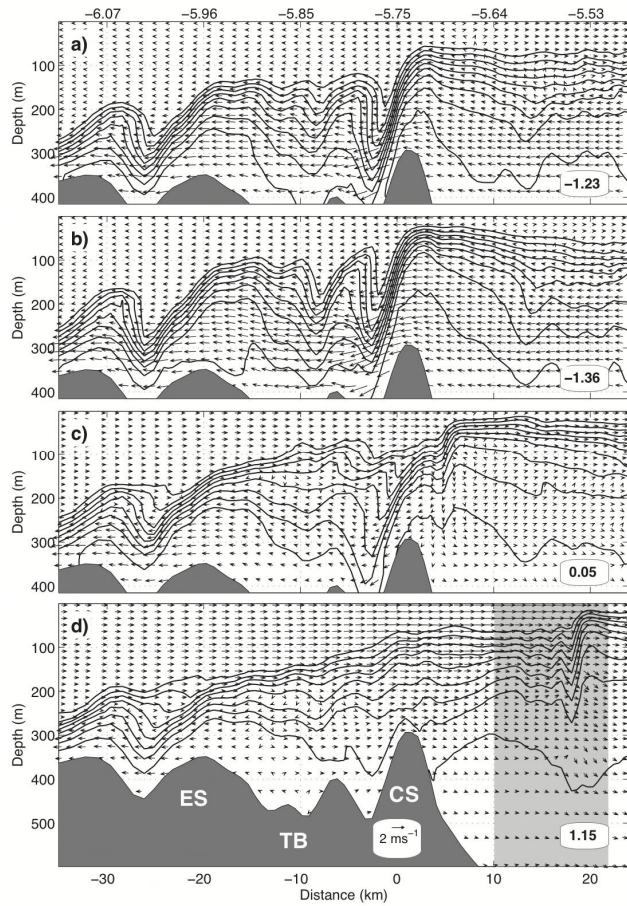 −6.07 −5.96 −5.85 −5.75 −5.64 −5.53
a)
Depth (m)
100
200
300
400
−1.23
b)
Depth (m)
100
200
300
400
−1.36
c)
Depth (m)
100
200
300
400
0.05
d)
Depth (m)
100
200
300
400
500
ES
TB
CS
2 ms⁻¹
1.15
−30 −20 −10 0 10 20
Distance (km)